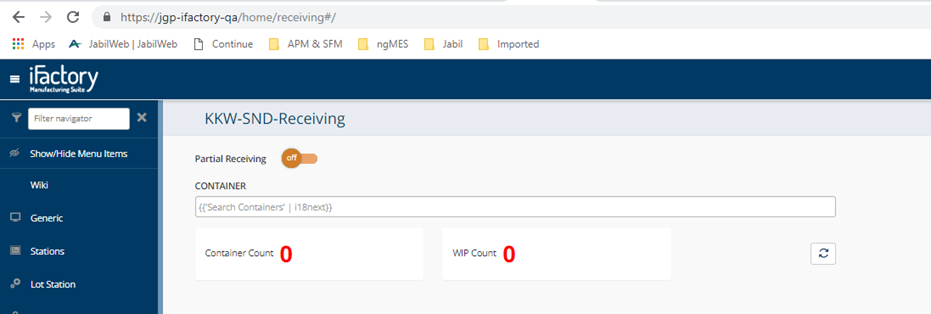 https://jgp-ifactory-qa/home/receiving#/
Apps JabilWeb | JabilWeb Continue APM & SFM ngMES Jabil Imported
iFactory
Manufacturing Suite
Filter navigator
KKW-SND-Receiving
Show/Hide Menu Items
Partial Receiving off
Wiki
CONTAINER
{{'Search Containers' | i18next}}
Generic
Stations
Container Count 0 WIP Count 0
Lot Station